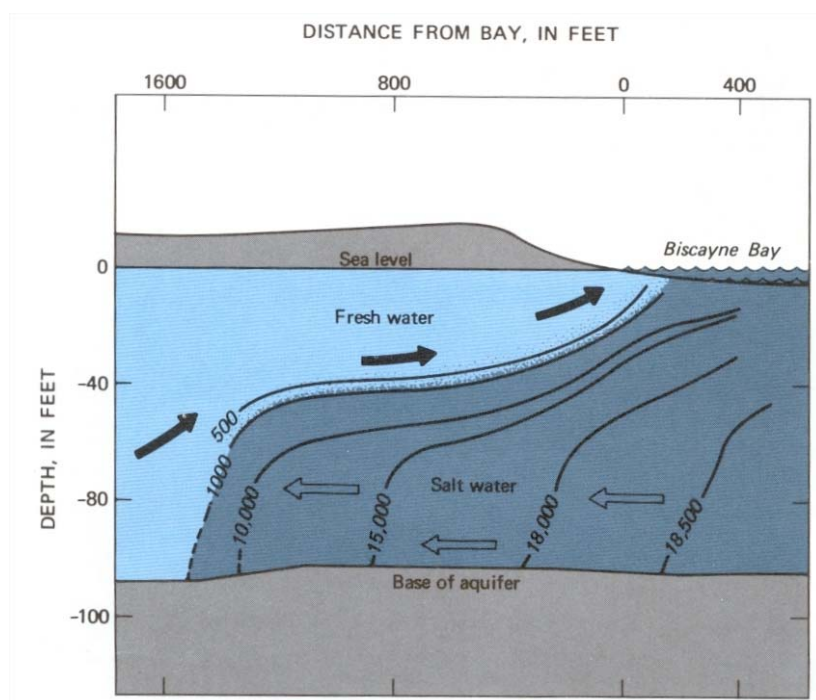 DISTANCE FROM BAY, IN FEET
1600 800 0 400
Biscayne Bay
0
Sea level
Fresh water
-40
500
1000
DEPTH, IN FEET
-80
10,000
15,000
Salt water
18,000
18,500
Base of aquifer
-100